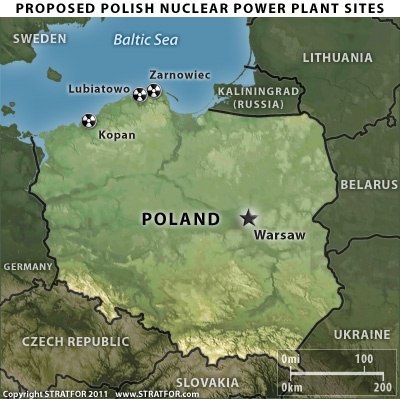 PROPOSED POLISH NUCLEAR POWER PLANT SITES
SWEDEN
Baltic Sea
LITHUANIA
Zarnowiec
Lubiatowo
KALININGRAD
(RUSSIA)
Kopan
BELARUS
POLAND
Warsaw
GERMANY
UKRAINE
CZECH REPUBLIC
0mi 100
SLOVAKIA
0km 200
Copyright STRATFOR 2011 www.STRATFOR.com